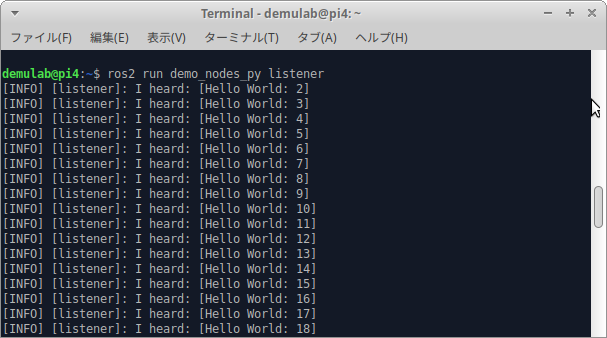 Terminal - demulab@pi4: ~
ファイル(F) 編集(E) 表示(V) ターミナル(T) タブ(A) ヘルプ(H)
demulab@pi4:~$ ros2 run demo_nodes_py listener
[INFO] [listener]: I heard: [Hello World: 2]
[INFO] [listener]: I heard: [Hello World: 3]
[INFO] [listener]: I heard: [Hello World: 4]
[INFO] [listener]: I heard: [Hello World: 5]
[INFO] [listener]: I heard: [Hello World: 6]
[INFO] [listener]: I heard: [Hello World: 7]
[INFO] [listener]: I heard: [Hello World: 8]
[INFO] [listener]: I heard: [Hello World: 9]
[INFO] [listener]: I heard: [Hello World: 10]
[INFO] [listener]: I heard: [Hello World: 11]
[INFO] [listener]: I heard: [Hello World: 12]
[INFO] [listener]: I heard: [Hello World: 13]
[INFO] [listener]: I heard: [Hello World: 14]
[INFO] [listener]: I heard: [Hello World: 15]
[INFO] [listener]: I heard: [Hello World: 16]
[INFO] [listener]: I heard: [Hello World: 17]
[INFO] [listener]: I heard: [Hello World: 18]